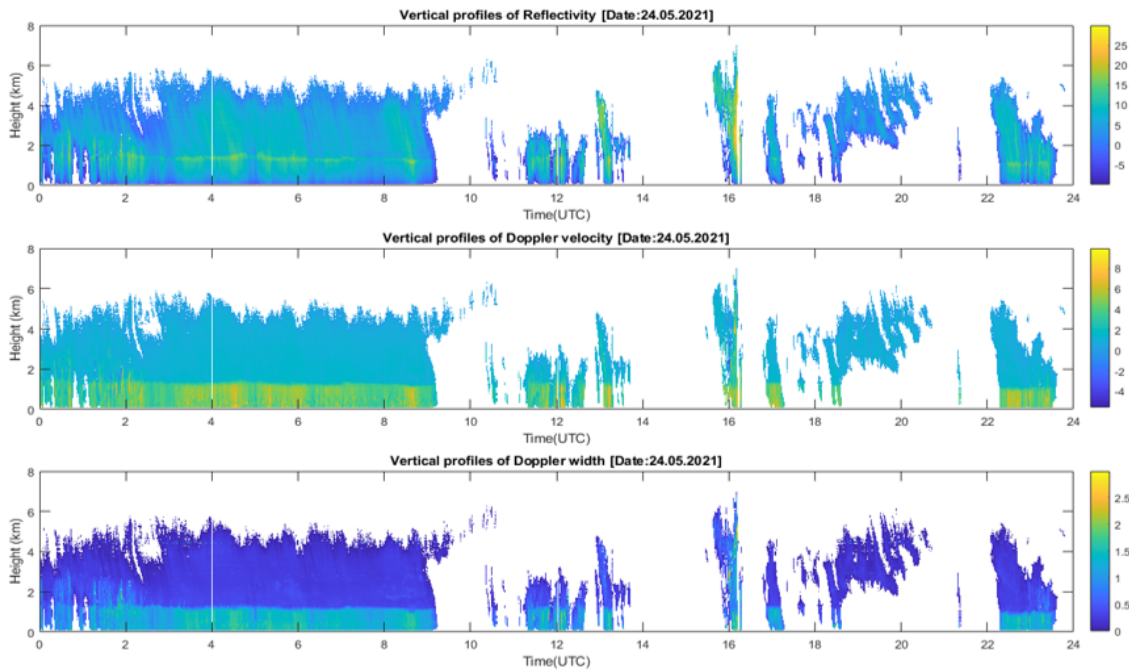 Vertical profiles of Reflectivity [Date:24.05.2021]
8
6
4
2
0
Height (km)
0 2 4 6 8 10 12 14 16 18 20 22 24
Time(UTC)
25
20
15
10
5
0
-5
Vertical profiles of Doppler velocity [Date:24.05.2021]
8
6
4
2
0
Height (km)
0 2 4 6 8 10 12 14 16 18 20 22 24
Time(UTC)
8
6
4
2
0
-2
-4
Vertical profiles of Doppler width [Date:24.05.2021]
8
6
4
2
0
Height (km)
0 2 4 6 8 10 12 14 16 18 20 22 24
Time(UTC)
2.5
2
1.5
1
0.5
0